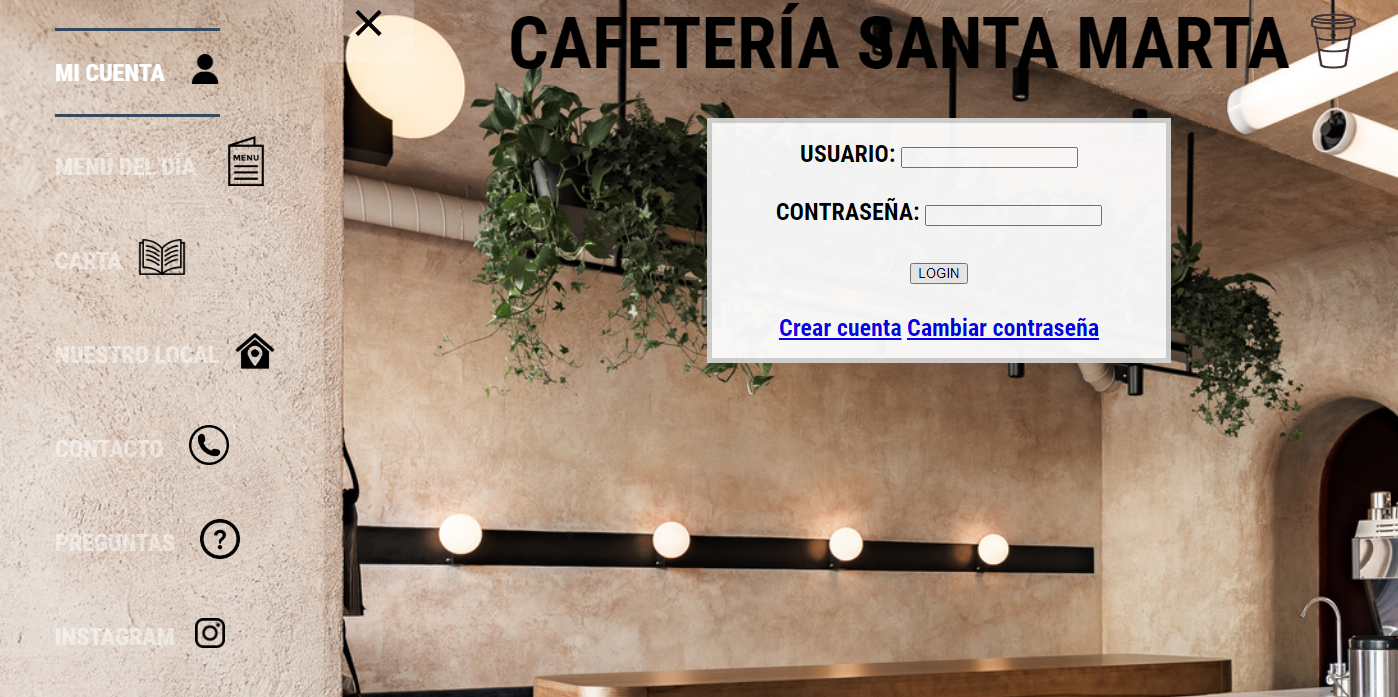 CAFETERÍA SANTA MARTA
MI CUENTA
MENU DEL DÍA
MENU
CARTA
NUESTRO LOCAL
CONTACTO
PREGUNTAS
INSTAGRAM
USUARIO:
CONTRASEÑA:
LOGIN
Crear cuenta Cambiar contraseña